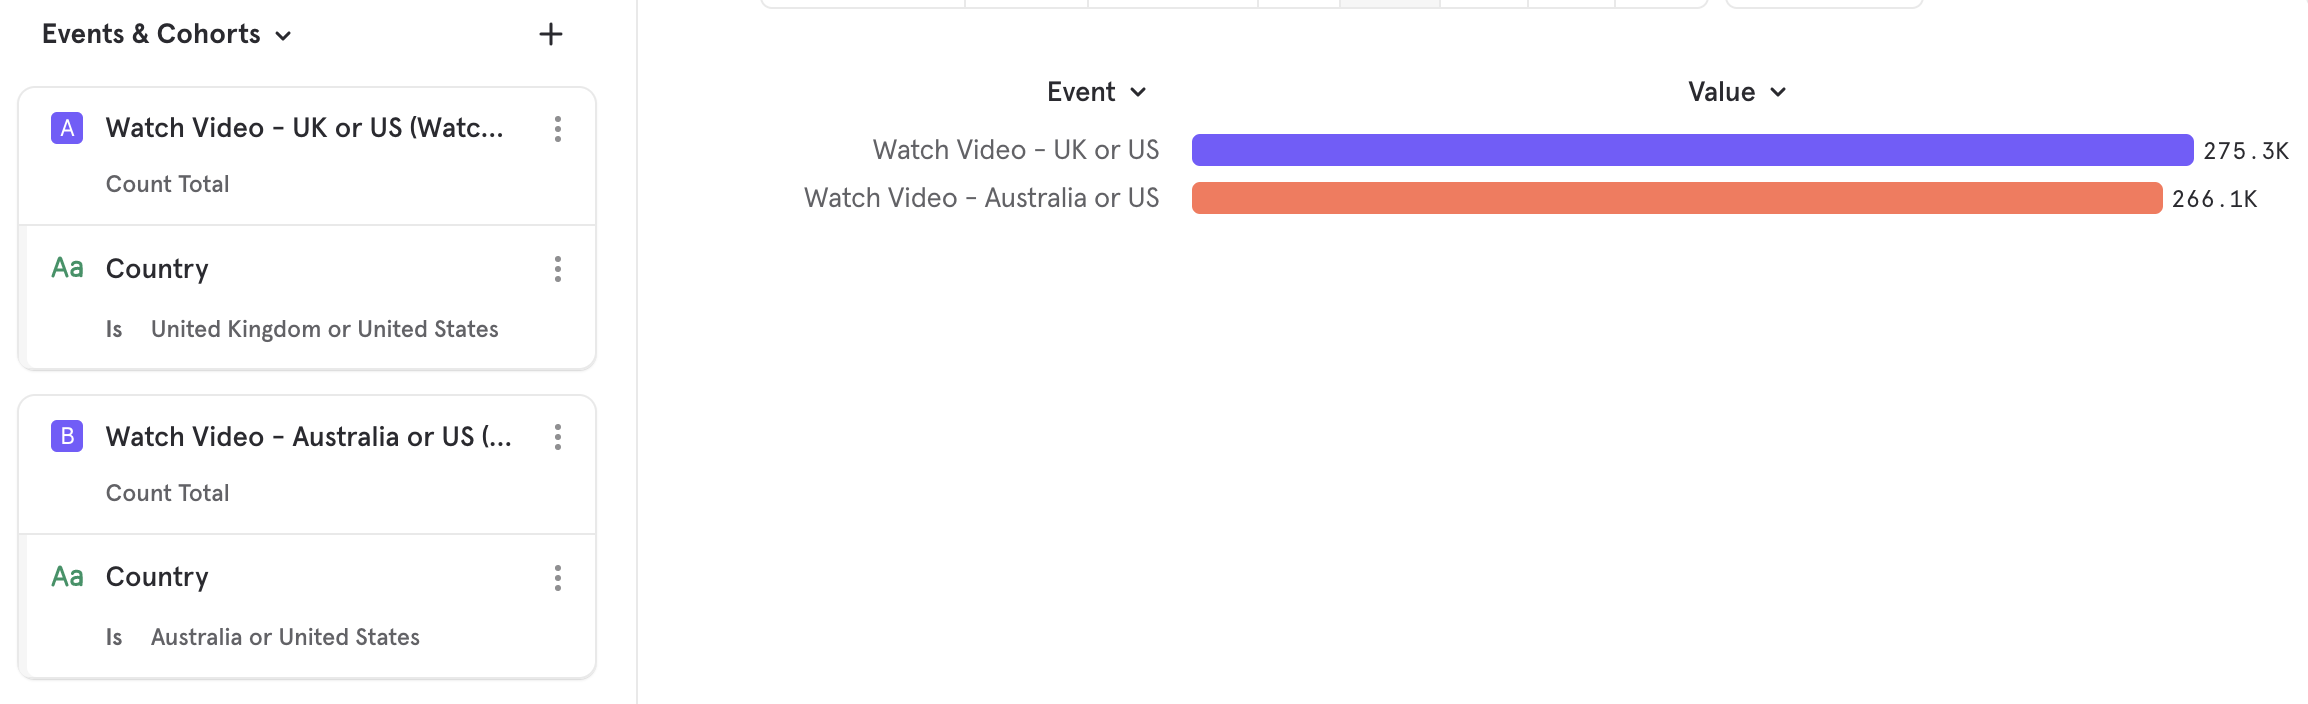 Events & Cohorts
A Watch Video - UK or US (Watc...
Count Total
Aa Country
Is United Kingdom or United States
B Watch Video - Australia or US (...
Count Total
Aa Country
Is Australia or United States
Event Value
Watch Video - UK or US 275.3K
Watch Video - Australia or US 266.1K